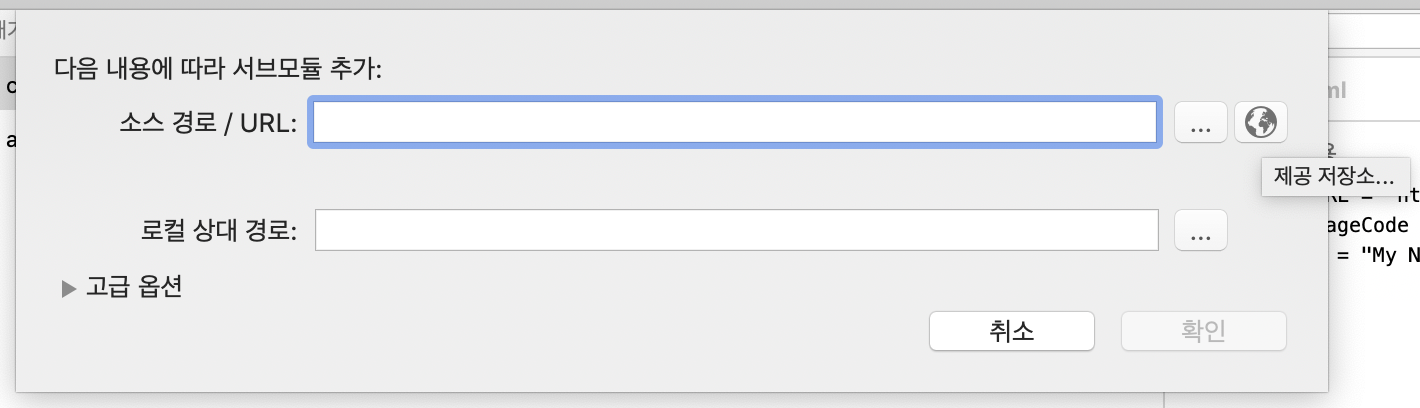 다음 내용에 따라 서브모듈 추가:
소스 경로 / URL:
...
제공 저장소...
로컬 상대 경로:
...
ageCode
= "My N
고급 옵션
취소
확인